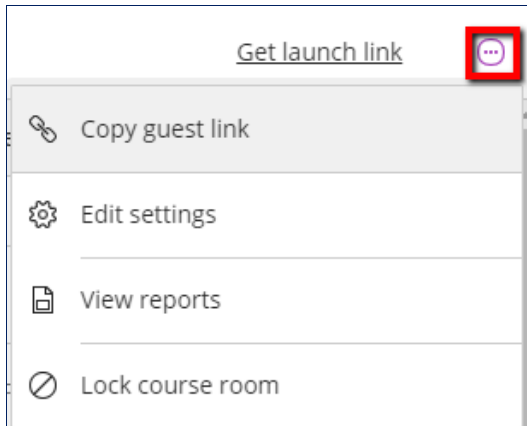 Get launch link
Copy guest link
Edit settings
View reports
Lock course room